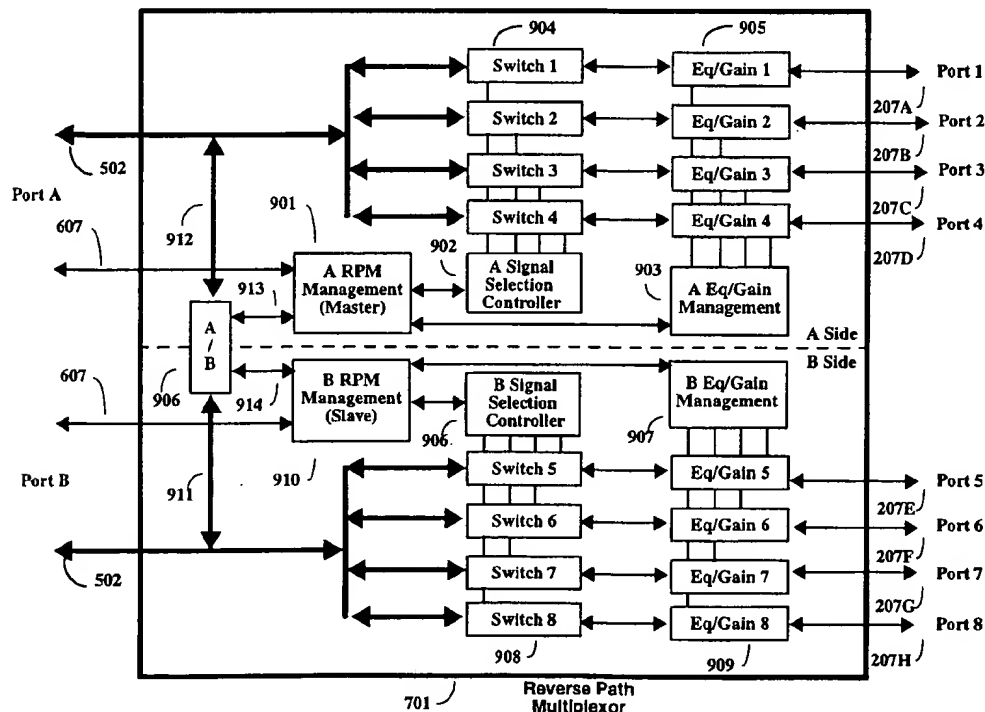 904
905
Switch 1
Eq/Gain 1
Port 1
207A
Switch 2
Eq/Gain 2
Port 2
207B
502
Switch 3
Eq/Gain 3
Port 3
207C
Port A
912
901
Switch 4
Eq/Gain 4
Port 4
207D
607
902
A RPM
Management
(Master)
A Signal
Selection
Controller
903
A Eq/Gain
Management
913
A Side
A
/
B
B Side
607
906
914
B RPM
Management
(Slave)
B Signal
Selection
Controller
906
B Eq/Gain
Management
907
Port B
911
910
Switch 5
Eq/Gain 5
Port 5
207E
Switch 6
Eq/Gain 6
Port 6
207F
502
Switch 7
Eq/Gain 7
Port 7
207G
Switch 8
Eq/Gain 8
Port 8
207H
908
909
701
Reverse Path
Multiplexor